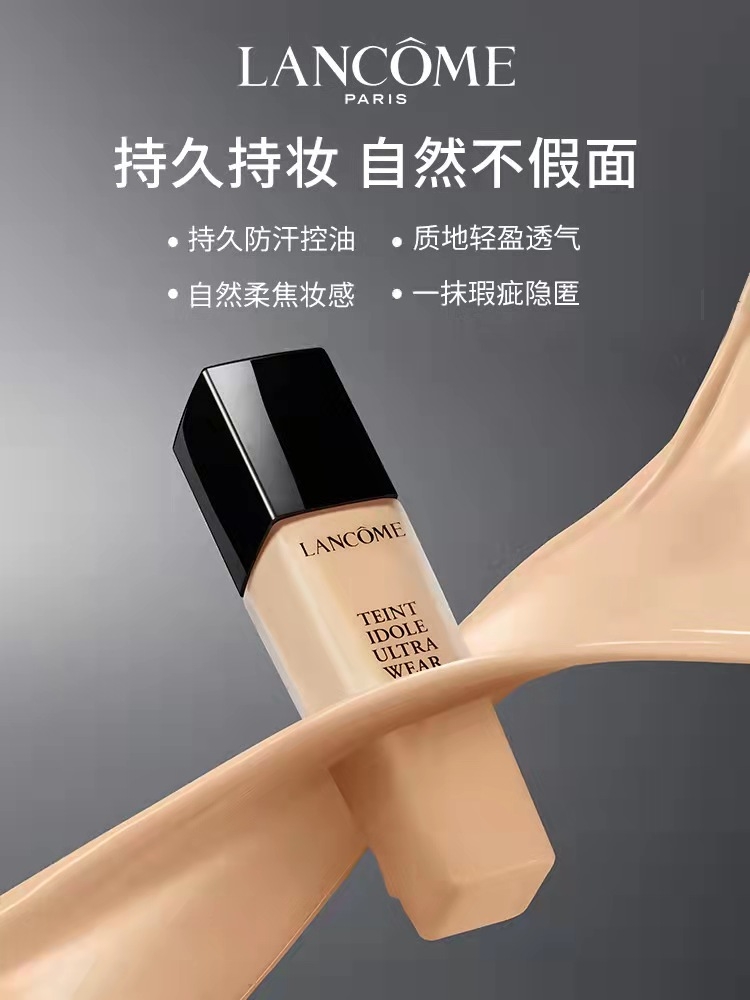 LANCÔME
PARIS
持久持妆 自然不假面
• 持久防汗控油 • 质地轻盈透气
• 自然柔焦妆感 • 一抹瑕疵隐匿
LANCÔME
TEINT
IDOLE
ULTRA
WEAR